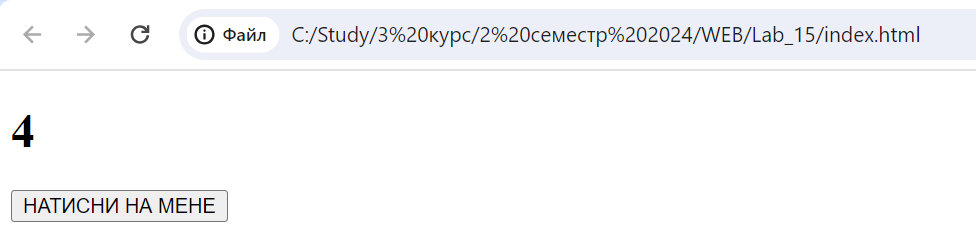 Файл C:/Study/3%20курс/2%20семестр%202024/WEB/Lab_15/index.html
4
НАТИСНИ НА МЕНЕ